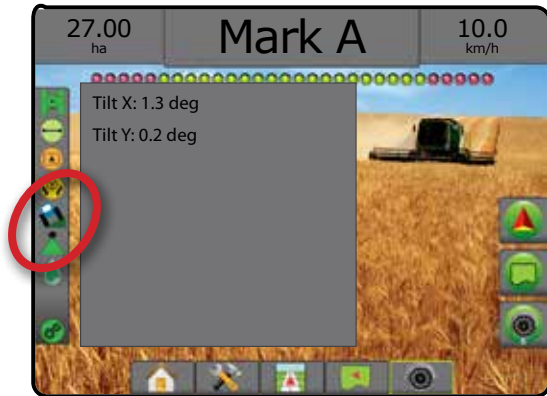 27.00
ha
Mark A
10.0
km/h
Tilt X: 1.3 deg
Tilt Y: 0.2 deg